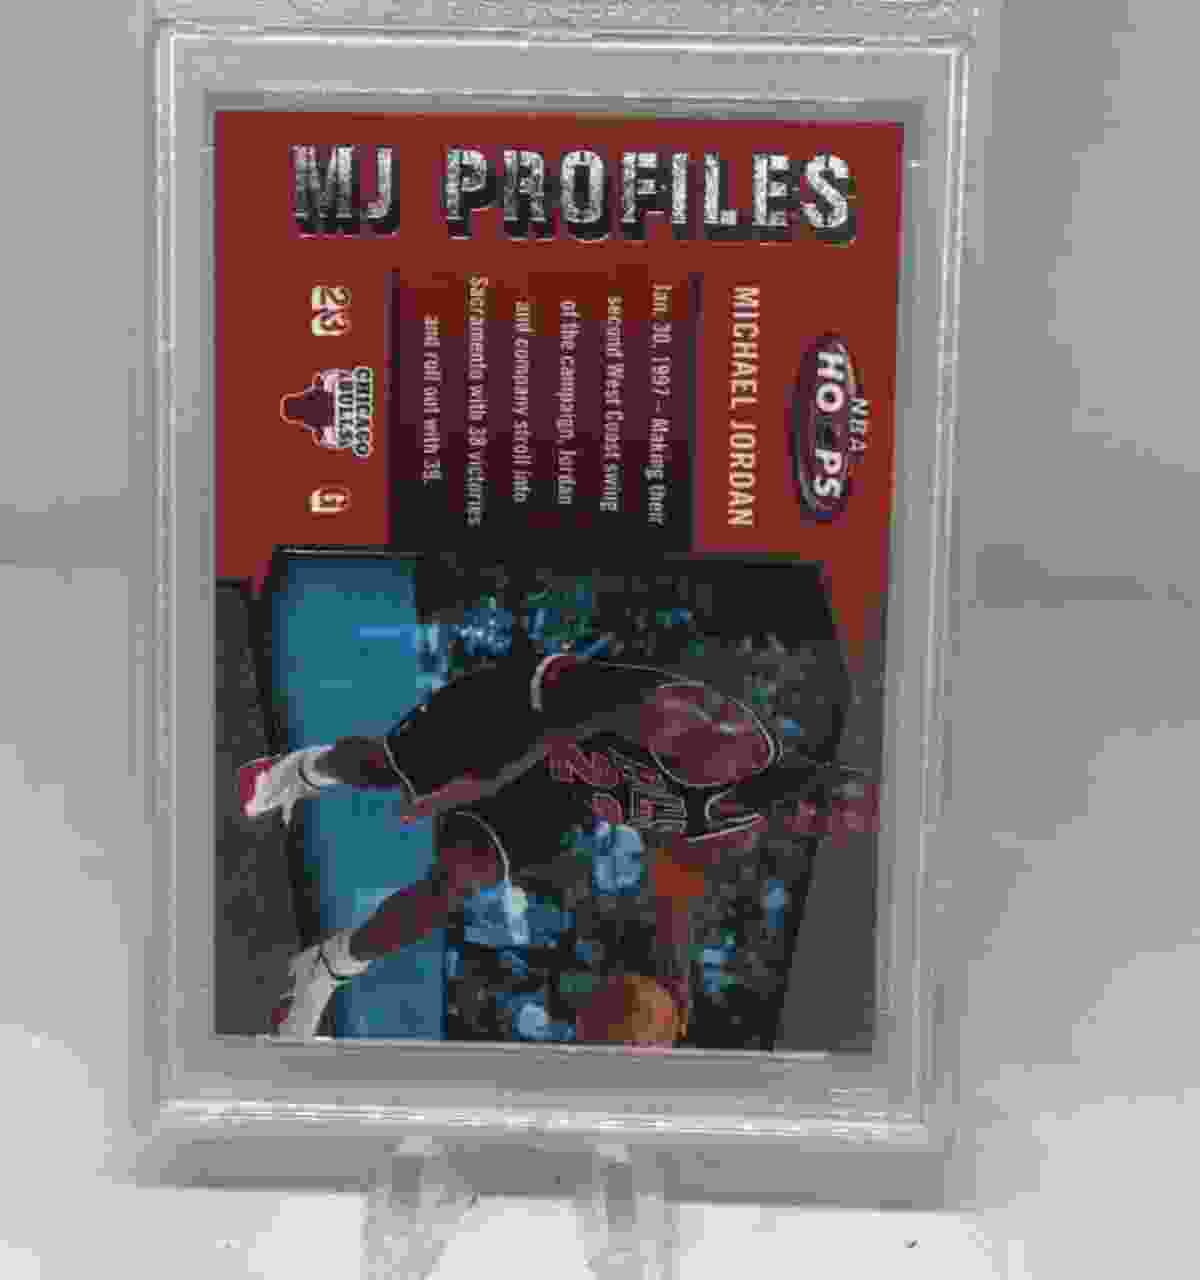 MJ PROFILES
NBA
HOOPS
MICHAEL JORDAN
Jan. 30, 1997 – Making their
second West Coast swing
of the campaign, Jordan
and company stroll into
Sacramento with 38 victories
and roll out with 39.
23
CHICAGO
BULLS
G